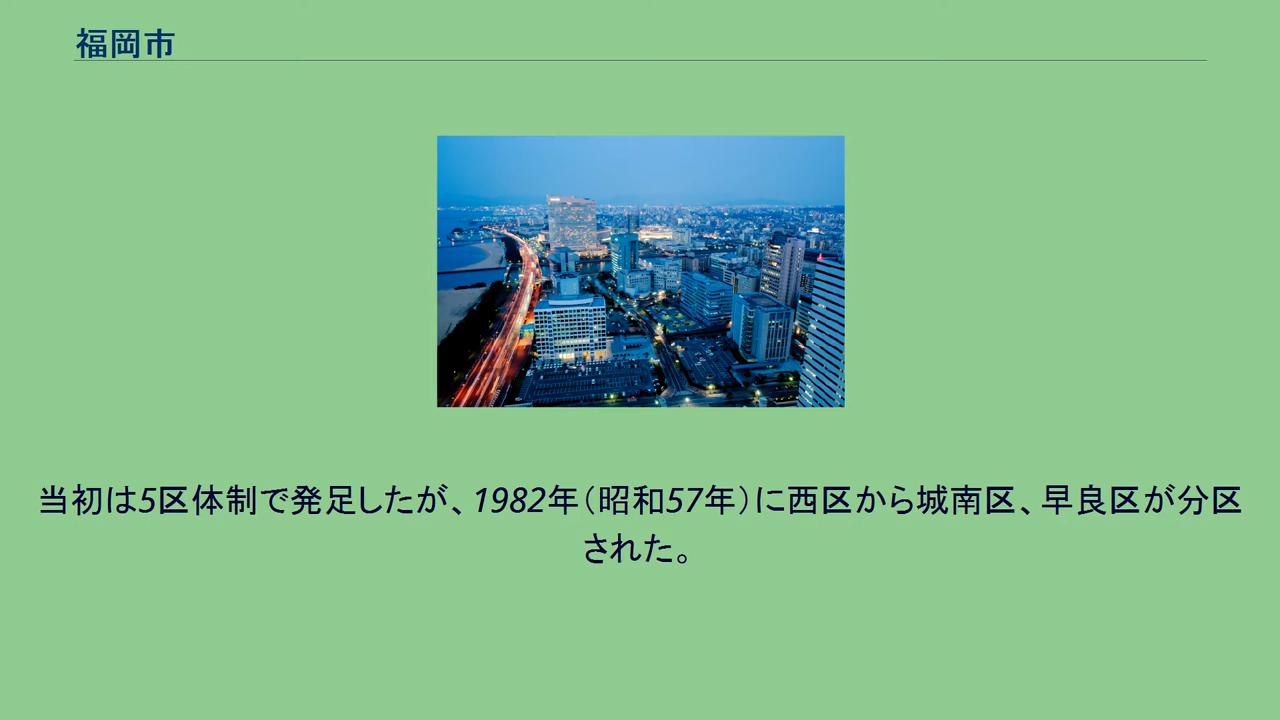 福岡市
当初は5区体制で発足したが、1982年（昭和57年）に西区から城南区、早良区が分区
された。